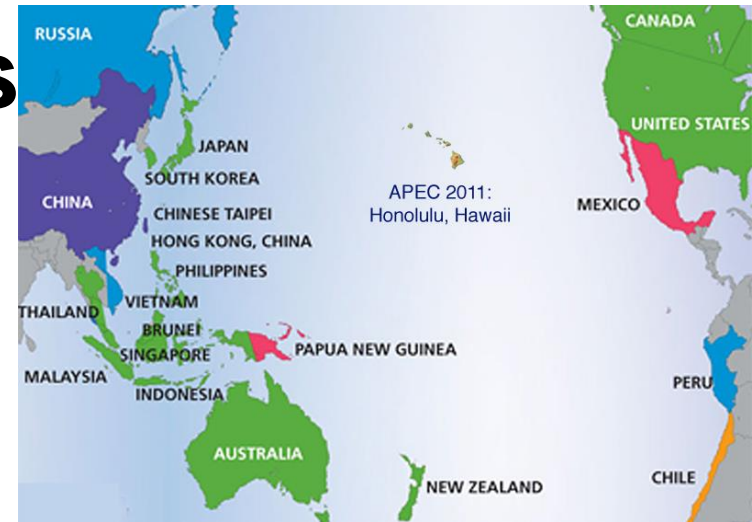 s
RUSSIA
CANADA
UNITED STATES
JAPAN
SOUTH KOREA
CHINA
CHINESE TAIPEI
HONG KONG, CHINA
PHILIPPINES
APEC 2011:
Honolulu, Hawaii
MEXICO
THAILAND
VIETNAM
BRUNEI
SINGAPORE
PAPUA NEW GUINEA
MALAYSIA
INDONESIA
PERU
AUSTRALIA
NEW ZEALAND
CHILE